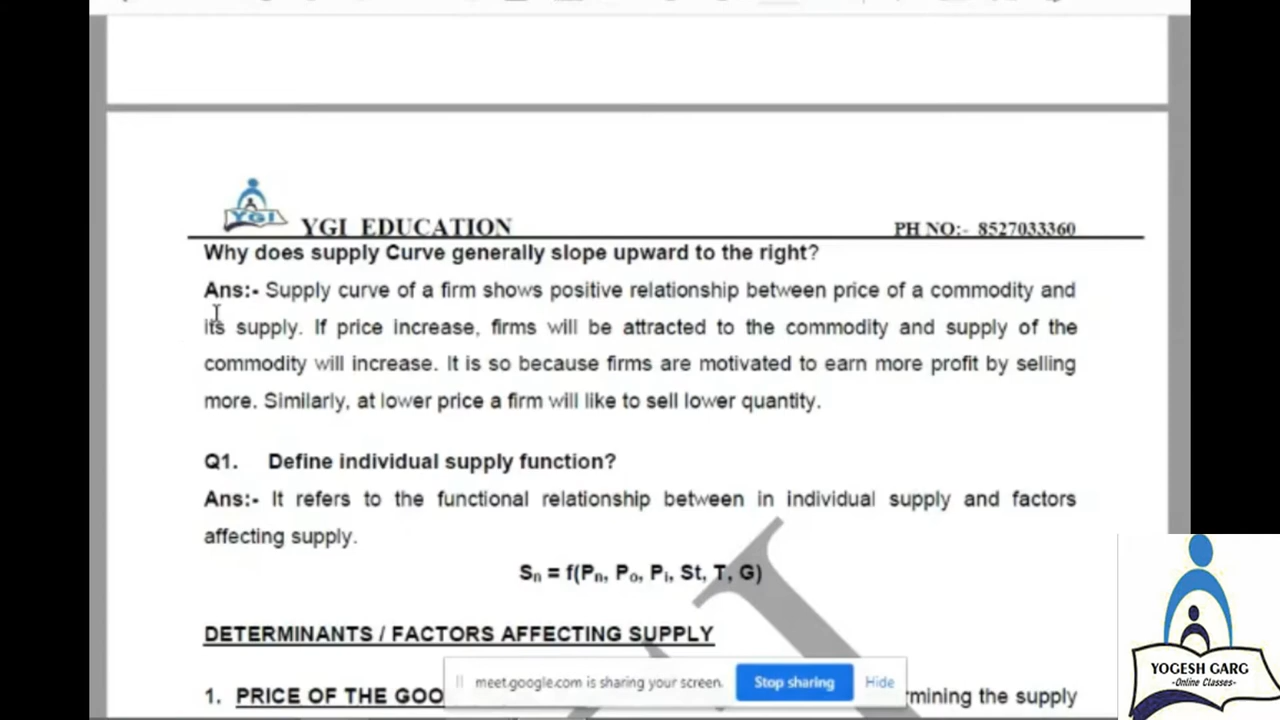 YGI
YGI EDUCATION
PH NO:- 8527033360
Why does supply Curve generally slope upward to the right?
Ans:- Supply curve of a firm shows positive relationship between price of a commodity and
its supply. If price increase, firms will be attracted to the commodity and supply of the
commodity will increase. It is so because firms are motivated to earn more profit by selling
more. Similarly, at lower price a firm will like to sell lower quantity.
Q1. Define individual supply function?
Ans:- It refers to the functional relationship between in individual supply and factors
affecting supply.
Sn = f(Pn, Po, Pi, St, T, G)
DETERMINANTS / FACTORS AFFECTING SUPPLY
meet.google.com is sharing your screen. Stop sharing Hide
1. PRICE OF THE GOO mining the supply
YOGESH GARG
-Online Classes-